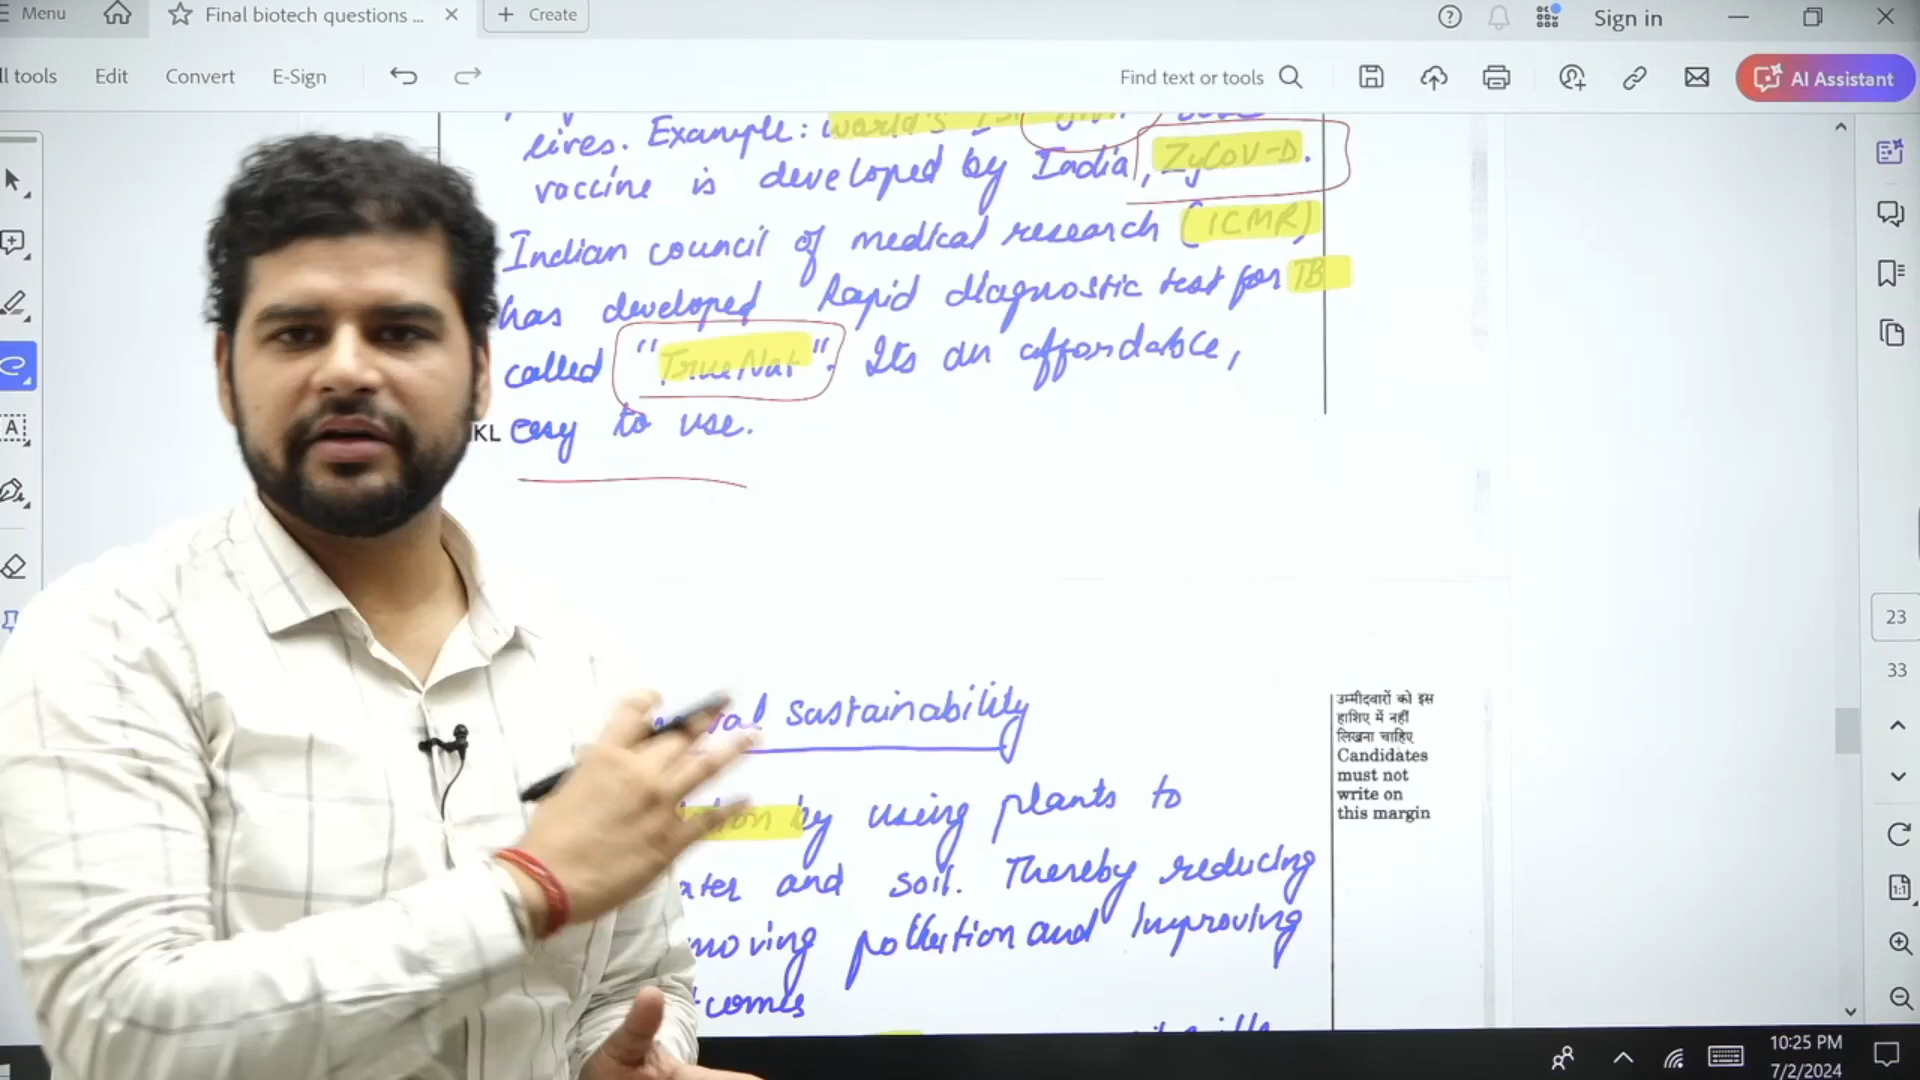 Menu
Final biotech questions ...
Create
Sign in
ll tools
Edit
Convert
E-Sign
Find text or tools
AI Assistant
lives. Example: world's 1st
vaccine is developed by India, ZyCoV-D.
Indian council of medical research (ICMR)
has developed Rapid diagnostic test for TB
called "TrueNat". Its an affordable,
KL easy to use.
sustainability
by using plants to
and soil. Thereby reducing
pollution and improving
23
33
उम्मीदवारों को इस
हाशिए में नहीं
लिखना चाहिए
Candidates
must not
write on
this margin
10:25 PM
7/2/2024